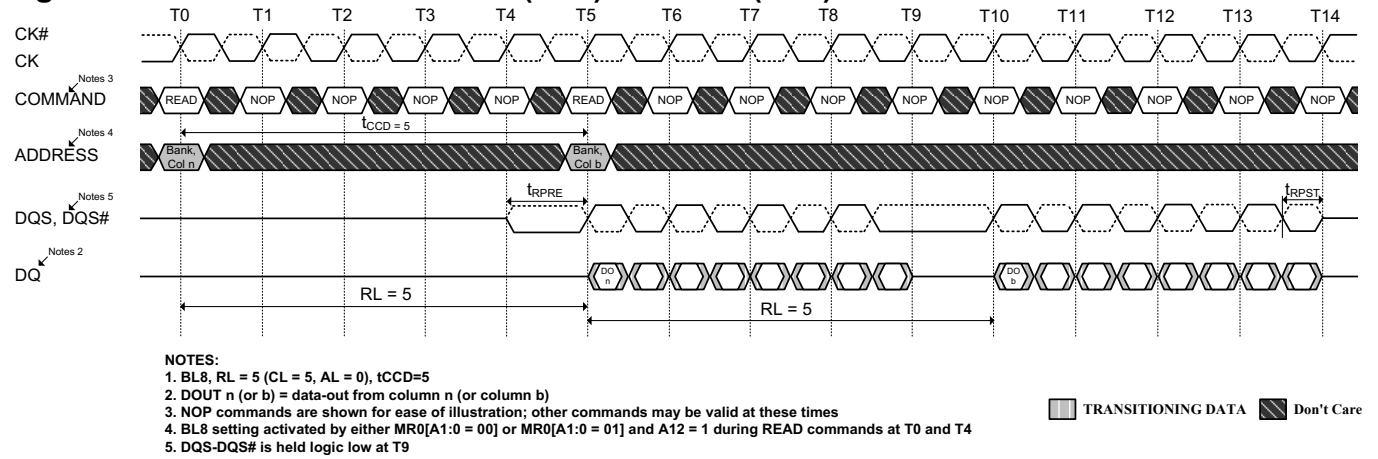 T0 T1 T2 T3 T4 T5 T6 T7 T8 T9 T10 T11 T12 T13 T14
CK#
CK
Notes 3
COMMAND
READ NOP NOP NOP NOP READ NOP NOP NOP NOP NOP NOP NOP NOP NOP
tCCD = 5
Notes 4
ADDRESS
Bank, Col n
Bank, Col b
Notes 5
DQS, DQS#
tRPRE
tRPST
Notes 2
DQ
DO n
DO b
RL = 5
RL = 5
NOTES:
1. BL8, RL = 5 (CL = 5, AL = 0), tCCD=5
2. DOUT n (or b) = data-out from column n (or column b)
3. NOP commands are shown for ease of illustration; other commands may be valid at these times
4. BL8 setting activated by either MR0[A1:0 = 00] or MR0[A1:0 = 01] and A12 = 1 during READ commands at T0 and T4
5. DQS-DQS# is held logic low at T9
TRANSITIONING DATA
Don't Care